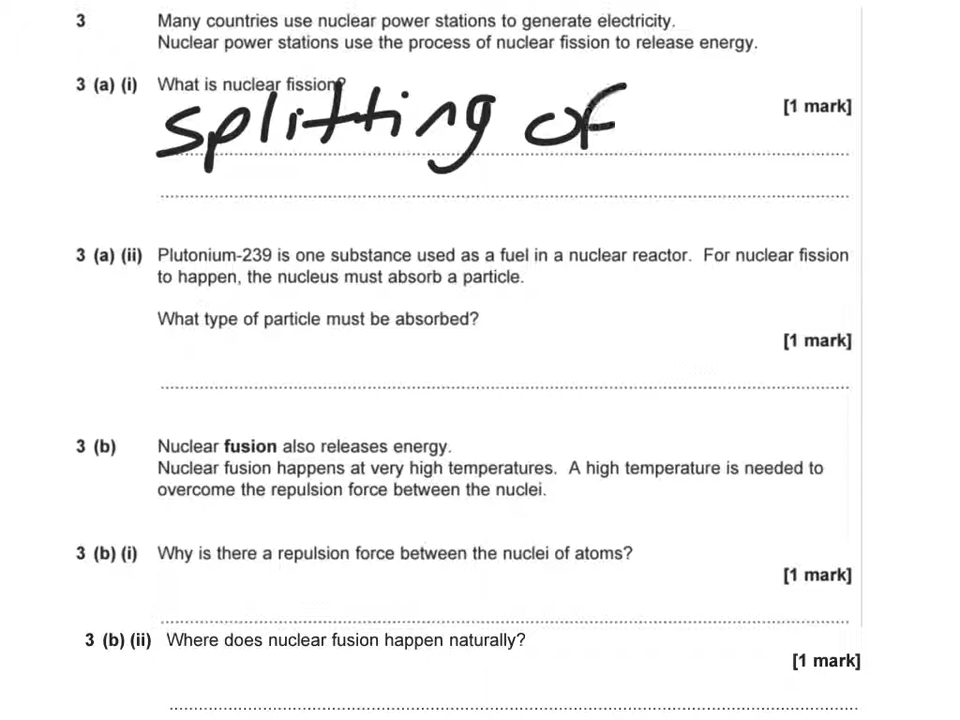 3 Many countries use nuclear power stations to generate electricity.
Nuclear power stations use the process of nuclear fission to release energy.
3 (a) (i) What is nuclear fission?
[1 mark]
splitting of
3 (a) (ii) Plutonium-239 is one substance used as a fuel in a nuclear reactor. For nuclear fission
to happen, the nucleus must absorb a particle.
What type of particle must be absorbed?
[1 mark]
3 (b) Nuclear fusion also releases energy.
Nuclear fusion happens at very high temperatures. A high temperature is needed to
overcome the repulsion force between the nuclei.
3 (b) (i) Why is there a repulsion force between the nuclei of atoms?
[1 mark]
3 (b) (ii) Where does nuclear fusion happen naturally?
[1 mark]